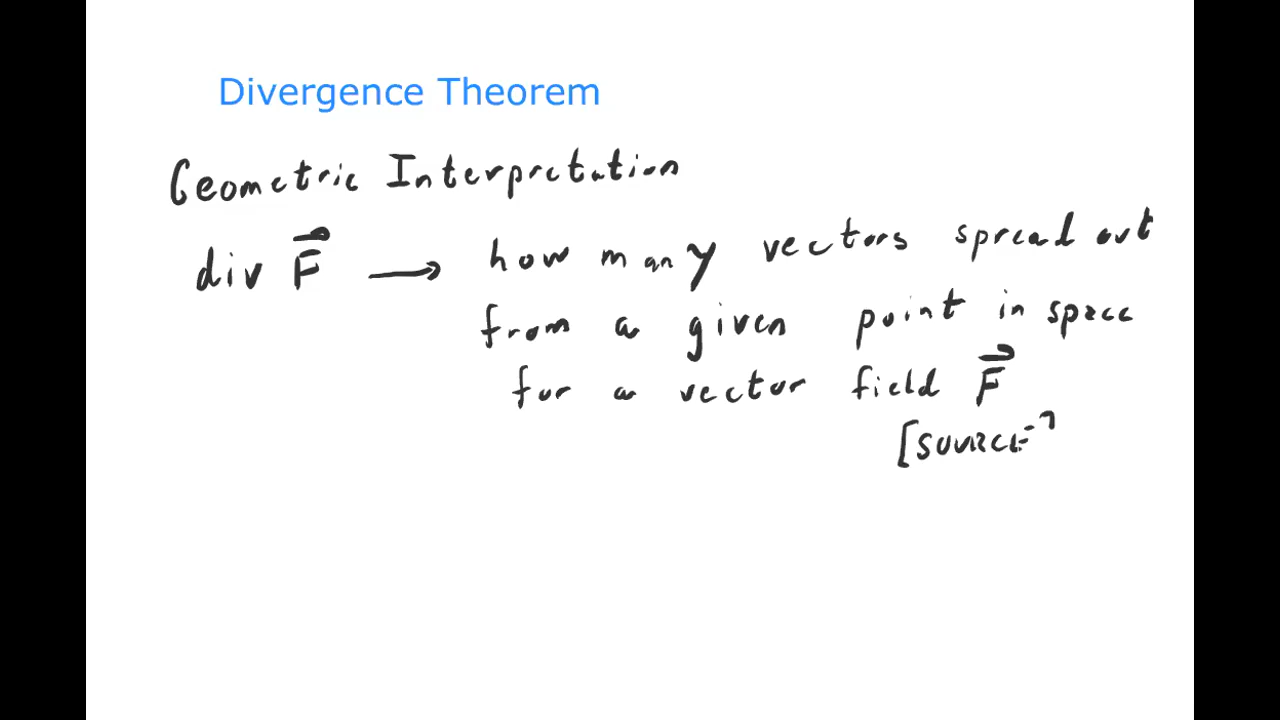 Divergence Theorem
Geometric Interpretation
div F⃗ → how many vectors spread out
from a given point in space
for a vector field F⃗
[SOURCE